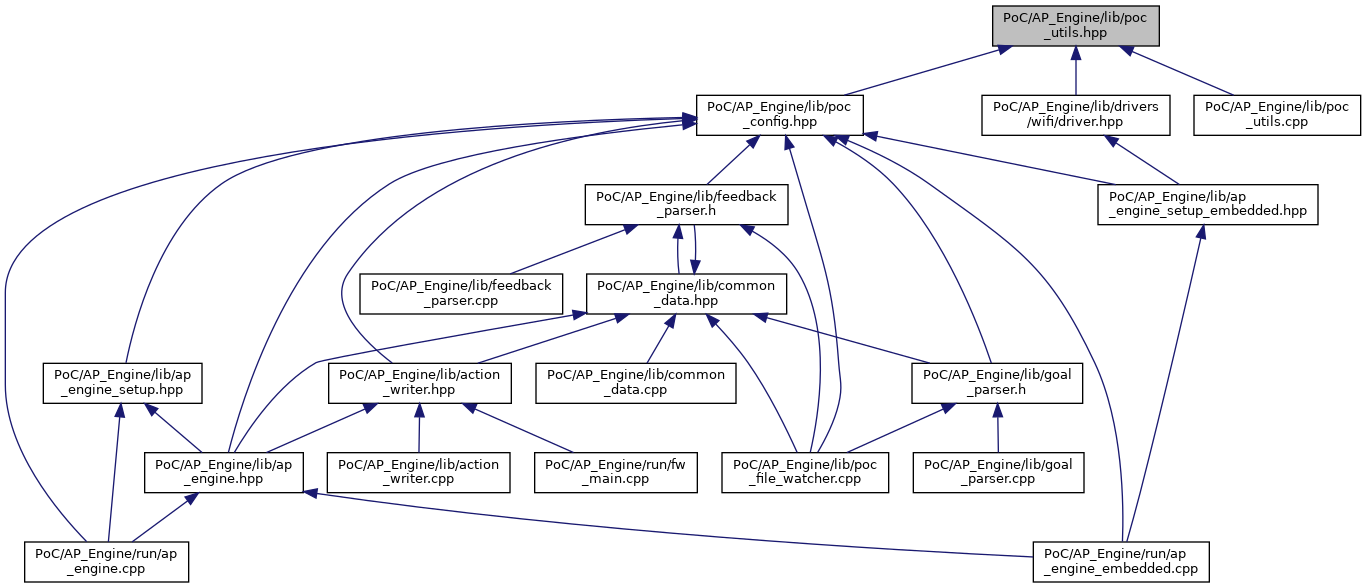 PoC/AP_Engine/lib/poc
_utils.hpp
PoC/AP_Engine/lib/poc
_config.hpp
PoC/AP_Engine/lib/drivers
/wifi/driver.hpp
PoC/AP_Engine/lib/poc
_utils.cpp
PoC/AP_Engine/lib/feedback
_parser.h
PoC/AP_Engine/lib/ap
_engine_setup_embedded.hpp
PoC/AP_Engine/lib/feedback
_parser.cpp
PoC/AP_Engine/lib/common
_data.hpp
PoC/AP_Engine/lib/ap
_engine_setup.hpp
PoC/AP_Engine/lib/action
_writer.hpp
PoC/AP_Engine/lib/common
_data.cpp
PoC/AP_Engine/lib/goal
_parser.h
PoC/AP_Engine/lib/ap
_engine.hpp
PoC/AP_Engine/lib/action
_writer.cpp
PoC/AP_Engine/run/fw
_main.cpp
PoC/AP_Engine/lib/poc
_file_watcher.cpp
PoC/AP_Engine/lib/goal
_parser.cpp
PoC/AP_Engine/run/ap
_engine.cpp
PoC/AP_Engine/run/ap
_engine_embedded.cpp